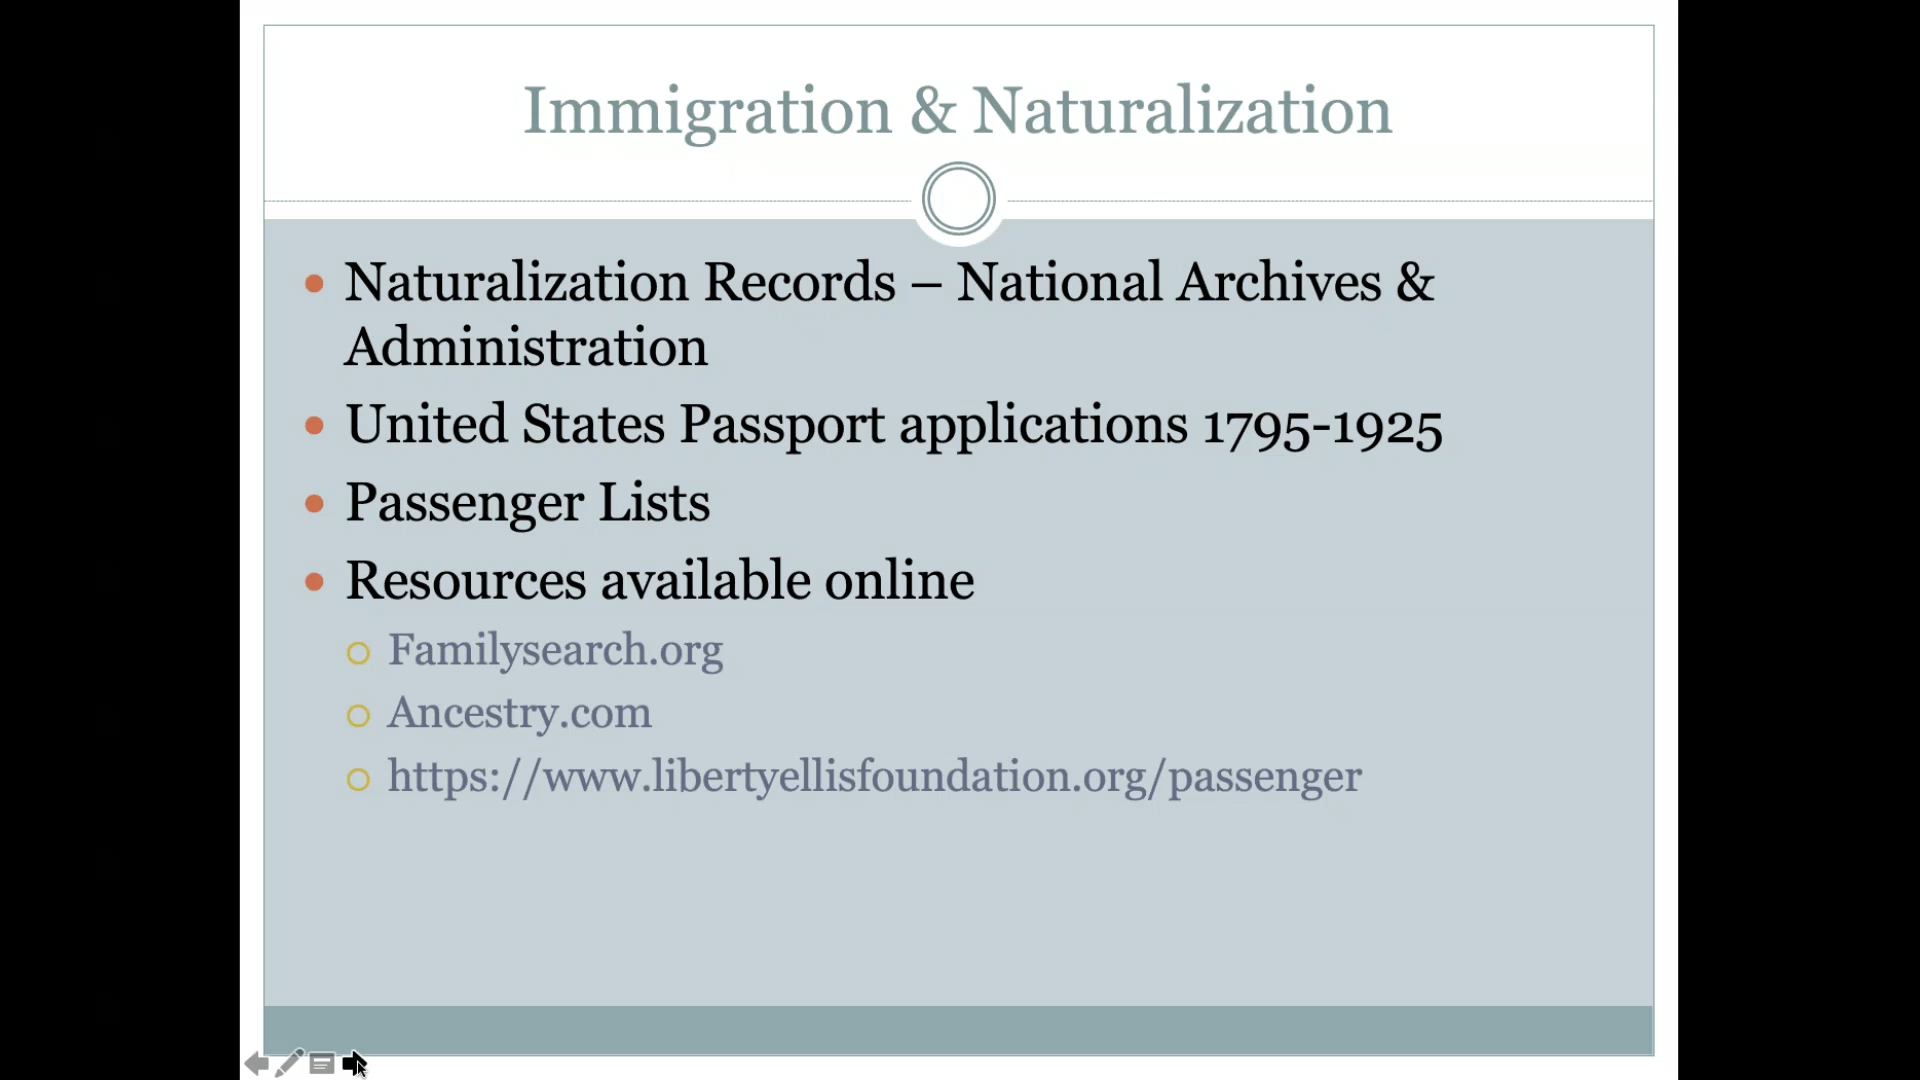 Immigration & Naturalization
Naturalization Records – National Archives &
Administration
United States Passport applications 1795-1925
Passenger Lists
Resources available online
Familysearch.org
Ancestry.com
https://www.libertyellisfoundation.org/passenger